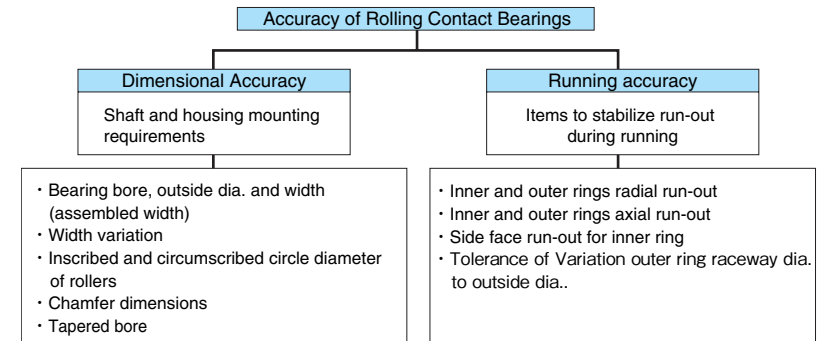 Accuracy of Rolling Contact Bearings
Dimensional Accuracy
Shaft and housing mounting
requirements
・Bearing bore, outside dia. and width
(assembled width)
・Width variation
・Inscribed and circumscribed circle diameter
of rollers
・Chamfer dimensions
・Tapered bore
Running accuracy
Items to stabilize run-out
during running
・Inner and outer rings radial run-out
・Inner and outer rings axial run-out
・Side face run-out for inner ring
・Tolerance of Variation outer ring raceway dia.
to outside dia..